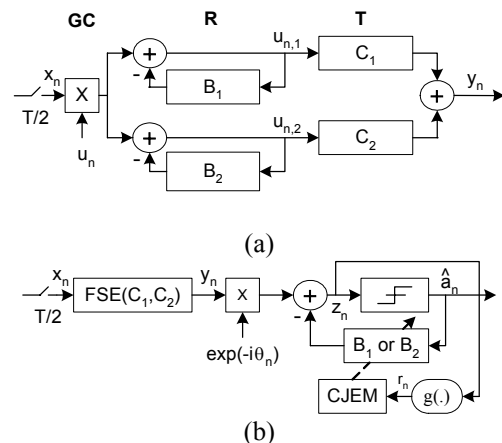 GC R T
x_n X T/2 u_n
+ - B_1 u_{n,1} C_1
+ - B_2 u_{n,2} C_2
+ y_n
(a)
x_n T/2 FSE(C_1,C_2) y_n X exp(-iθ_n)
+ - z_n â_n
B_1 or B_2
CJEM r_n g(.)
(b)